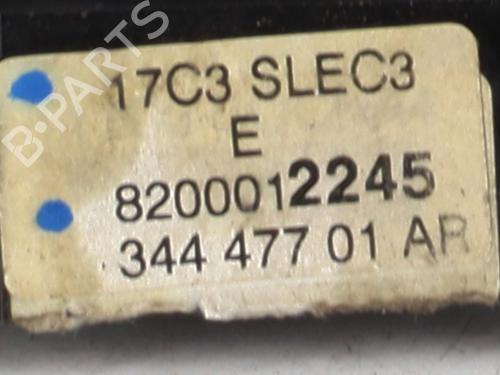 B-PARTS
17C3 SLEC3
E
8200012245
344 477 01 AR